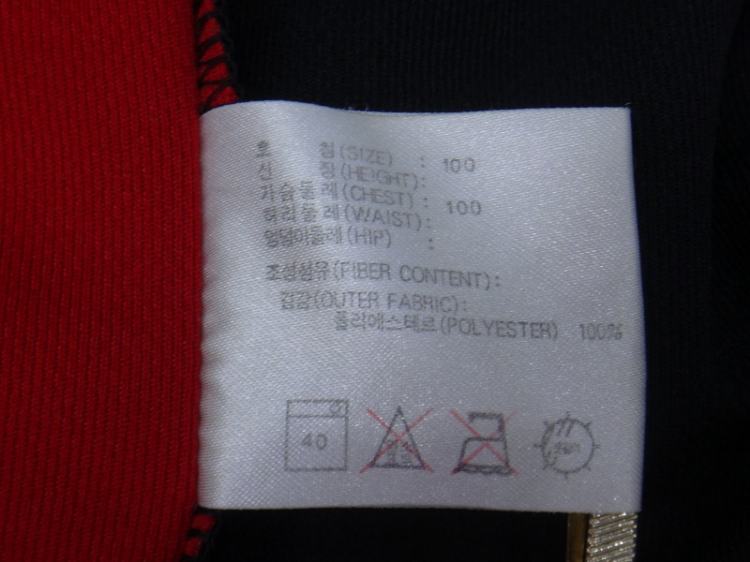 호 칭(SIZE) : 100
신 장(HEIGHT):
가슴둘레(CHEST) : 100
허리둘레(WAIST):
엉덩이둘레(HIP) :
조성섬유(FIBER CONTENT):
겉감(OUTER FABRIC):
폴리에스테르(POLYESTER) 100%
40